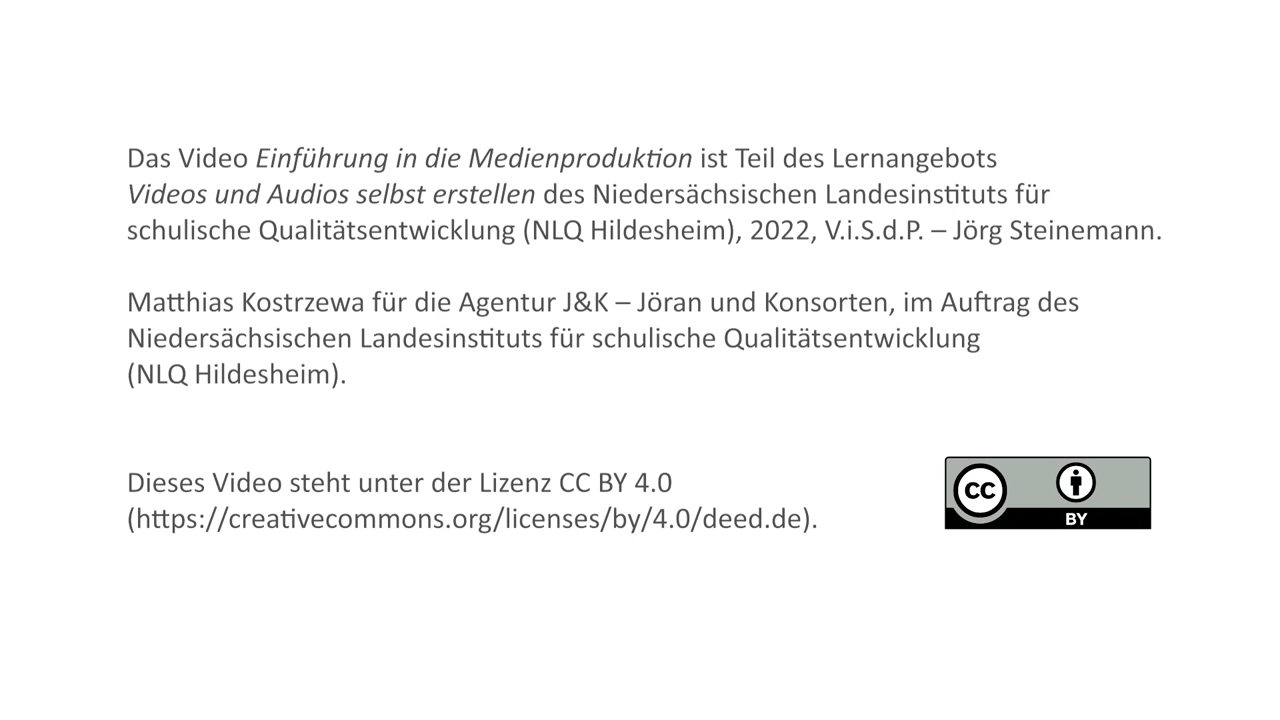 Das Video Einführung in die Medienproduktion ist Teil des Lernangebots
Videos und Audios selbst erstellen des Niedersächsischen Landesinstituts für
schulische Qualitätsentwicklung (NLQ Hildesheim), 2022, V.i.S.d.P. – Jörg Steinemann.
Matthias Kostrzewa für die Agentur J&K – Jöran und Konsorten, im Auftrag des
Niedersächsischen Landesinstituts für schulische Qualitätsentwicklung
(NLQ Hildesheim).
Dieses Video steht unter der Lizenz CC BY 4.0
(https://creativecommons.org/licenses/by/4.0/deed.de).
CC
BY